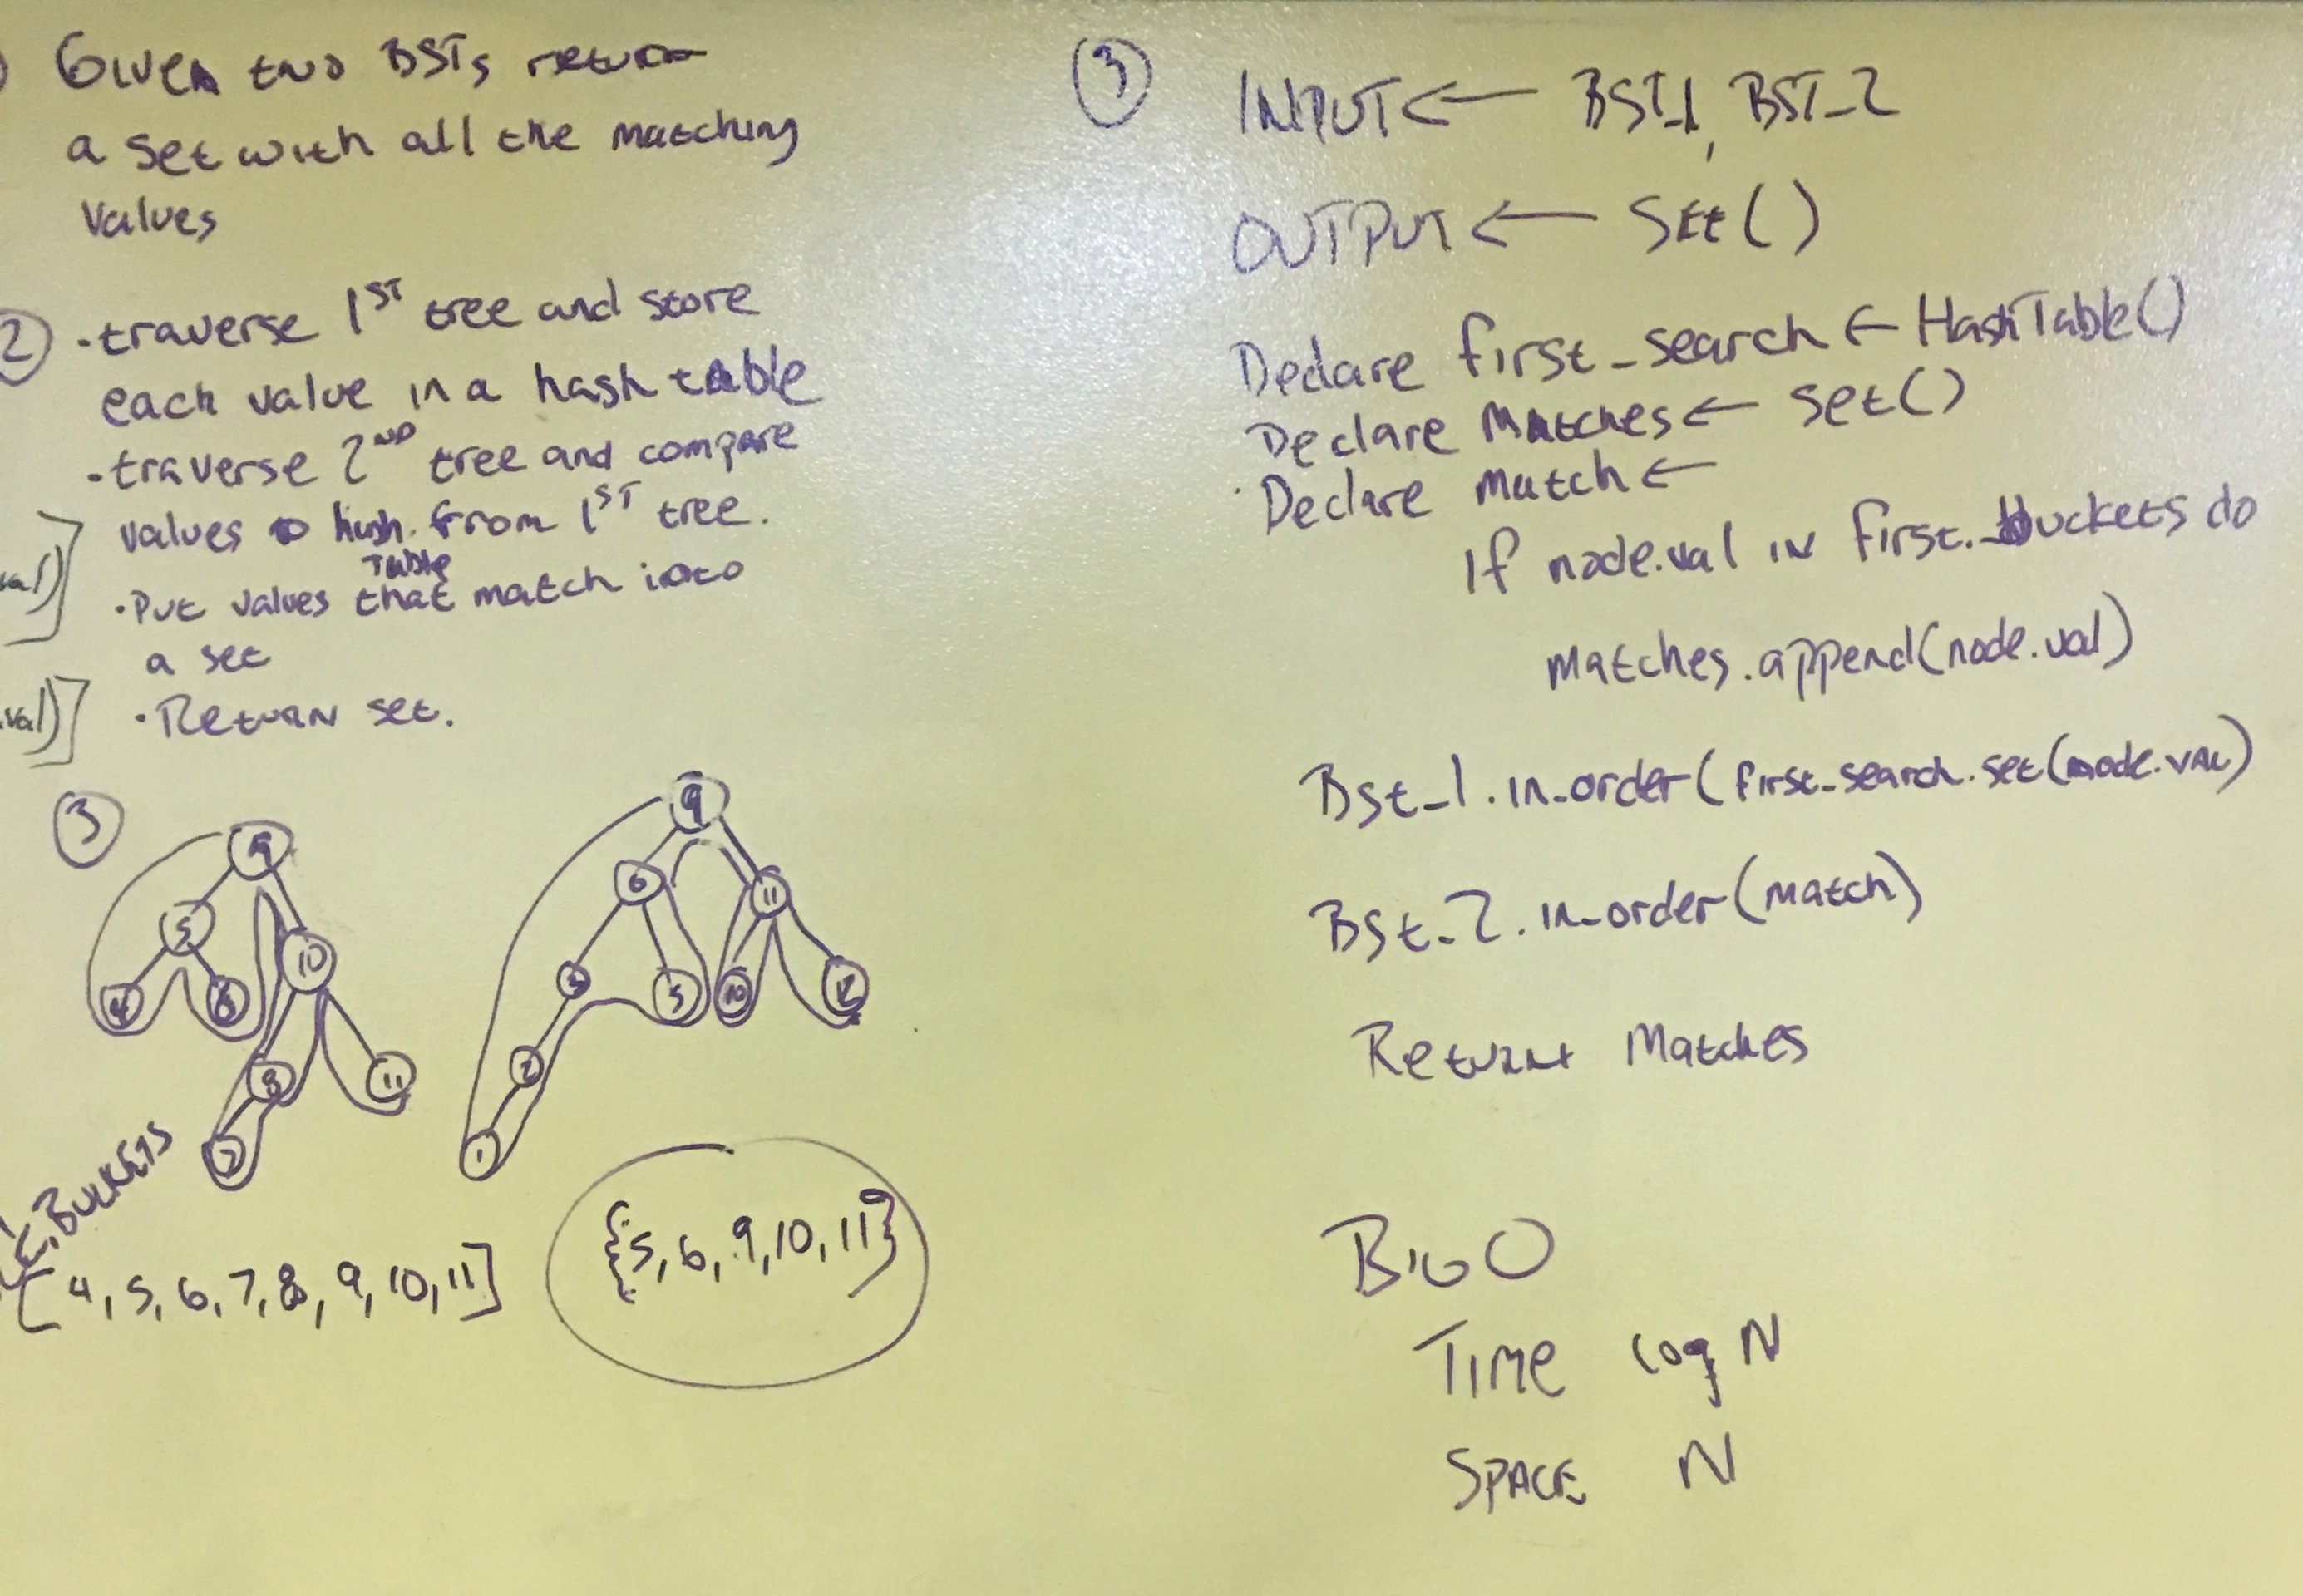 Given two BSTs return
a set with all the matching
values
2 · traverse 1ST tree and store
each value in a hash table
· traverse 2ND tree and compare
values to hash from 1ST tree.
Table
val)]
· Put values that match into
a set
.val)]
· Return set.
3
9
5
10
4
6
8
11
7
9
6
11
2
5
10
12
1
Buckets
[4, 5, 6, 7, 8, 9, 10, 11]
{5, 6, 9, 10, 11}
3
INPUT ← BST_1, BST_2
OUTPUT ← Set()
Declare first_search ← HashTable()
Declare Matches ← set()
Declare match ←
If node.val in first._buckets do
Matches.append(node.val)
Bst_1.in_order(first_search.set(node.val)
Bst_2.in_order(match)
Return Matches
Big O
Time log N
Space N